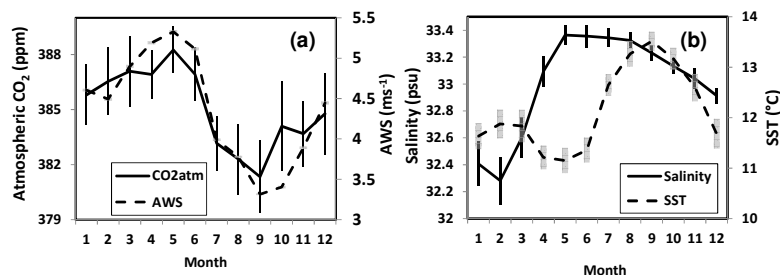 (a)
Atmospheric CO2 (ppm)
388
385
382
379
5.5
5
4.5
4
3.5
3
AWS (ms-1)
CO2atm
AWS
1 2 3 4 5 6 7 8 9 10 11 12
Month
(b)
Salinity (psu)
33.6
33.4
33.2
33
32.8
32.6
32.4
32.2
32
14
13
12
11
10
SST (°C)
Salinity
SST
1 2 3 4 5 6 7 8 9 10 11 12
Month